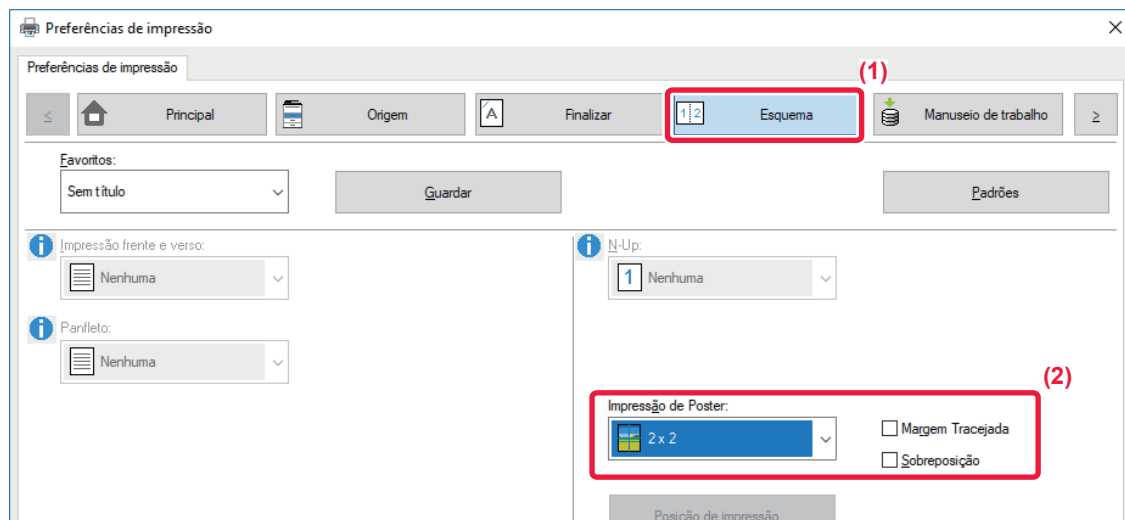 Preferências de impressão
Preferências de impressão
(1)
< Principal Origem A Finalizar 1 2 Esquema Manuseio de trabalho >
Favoritos:
Sem título Guardar Padrões
Impressão frente e verso: N-Up:
Nenhuma 1 Nenhuma
Panfleto:
Nenhuma
(2)
Impressão de Poster:
2 x 2 Margem Tracejada
Sobreposição
Posição de impressão